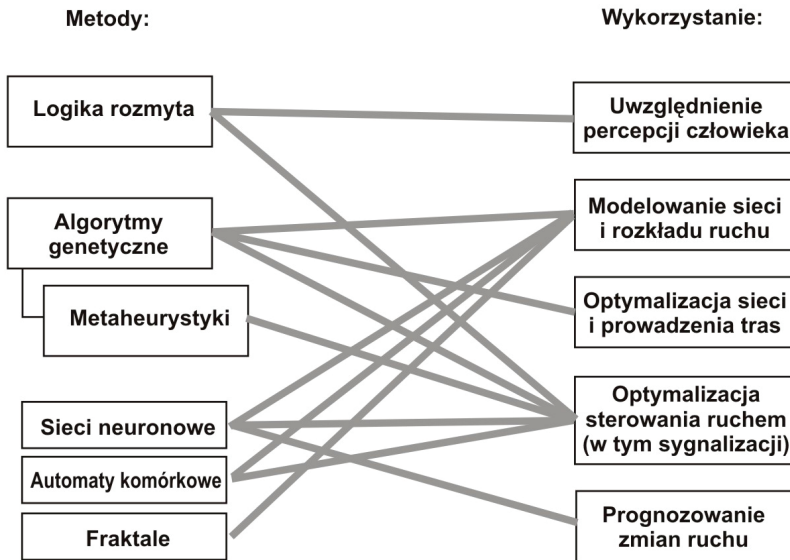 Metody:
Wykorzystanie:
Logika rozmyta
Algorytmy
genetyczne
Metaheurystyki
Sieci neuronowe
Automaty komórkowe
Fraktale
Uwzględnienie
percepcji człowieka
Modelowanie sieci
i rozkładu ruchu
Optymalizacja sieci
i prowadzenia tras
Optymalizacja
sterowania ruchem
(w tym sygnalizacji)
Prognozowanie
zmian ruchu